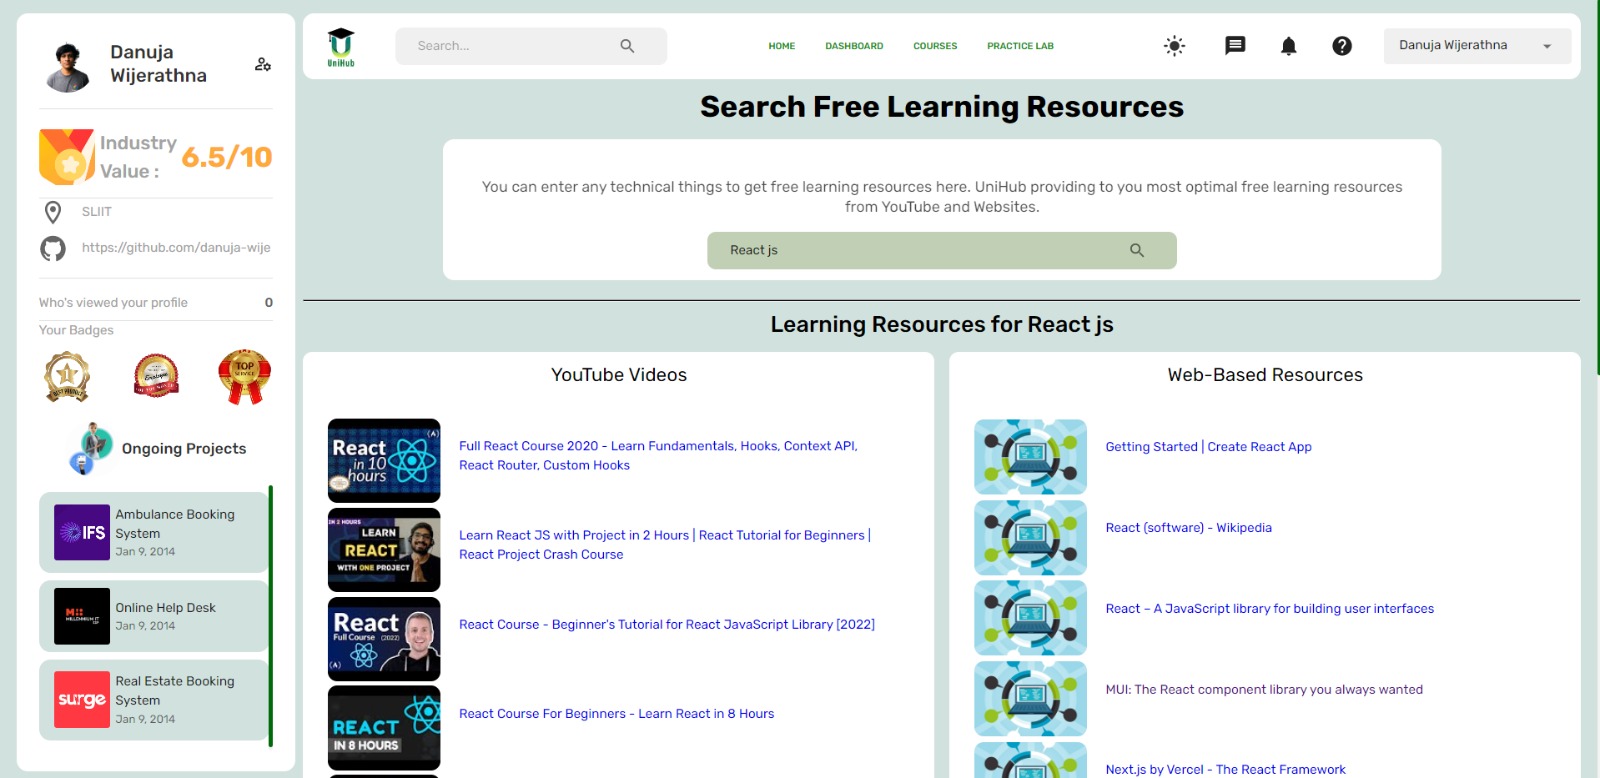 Danuja
Wijerathna
Industry
Value :
6.5/10
SLIIT
https://github.com/danuja-wije
Who's viewed your profile
0
Your Badges
TOP
SERVICE
Ongoing Projects
IFS
Ambulance Booking
System
Jan 9, 2014
MILLENNIUM IT
Online Help Desk
Jan 9, 2014
surge
Real Estate Booking
System
Jan 9, 2014
UniHub
Search...
HOME
DASHBOARD
COURSES
PRACTICE LAB
Danuja Wijerathna
Search Free Learning Resources
You can enter any technical things to get free learning resources here. UniHub providing to you most optimal free learning resources
from YouTube and Websites.
React js
Learning Resources for React js
YouTube Videos
React
in 10
hours
Full React Course 2020 - Learn Fundamentals, Hooks, Context API,
React Router, Custom Hooks
IN 2 HOURS
LEARN
REACT
WITH ONE PROJECT
Learn React JS with Project in 2 Hours | React Tutorial for Beginners |
React Project Crash Course
React
Full Course (2022)
React Course - Beginner's Tutorial for React JavaScript Library [2022]
REACT
IN 8 HOURS
React Course For Beginners - Learn React in 8 Hours
Web-Based Resources
Getting Started | Create React App
React (software) - Wikipedia
React – A JavaScript library for building user interfaces
MUI: The React component library you always wanted
Next.js by Vercel - The React Framework